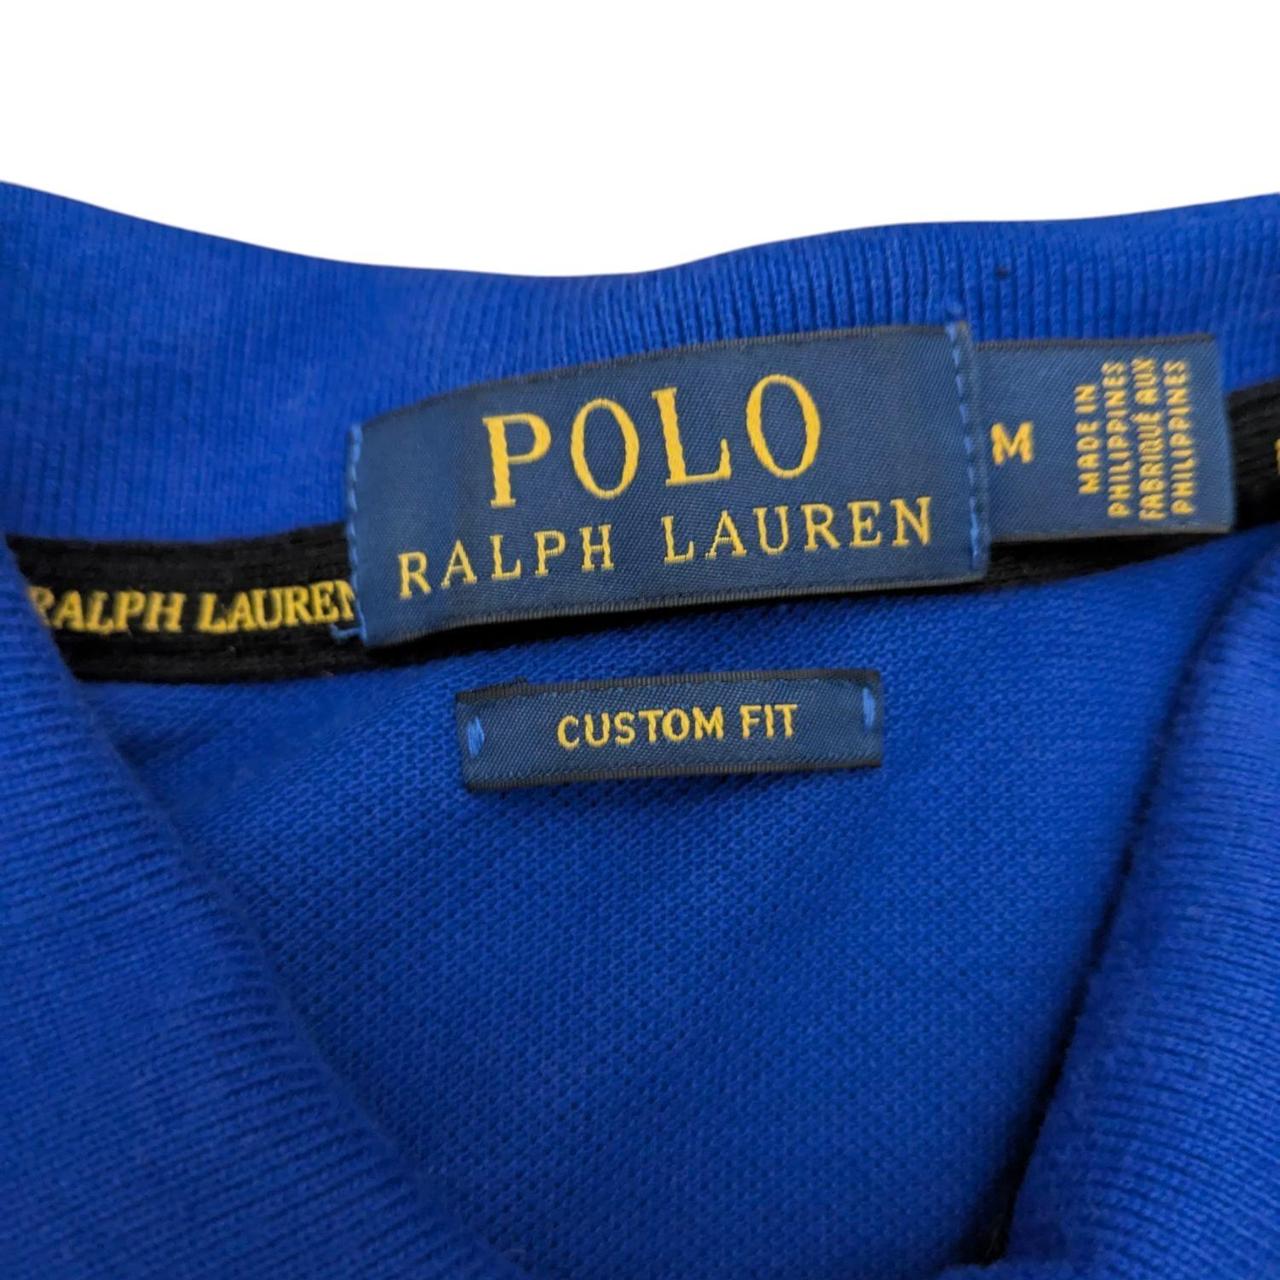 POLO
RALPH LAUREN
M
MADE IN
PHILIPPINES
FABRIQUÉ AUX
PHILIPPINES
RALPH LAUREN
CUSTOM FIT